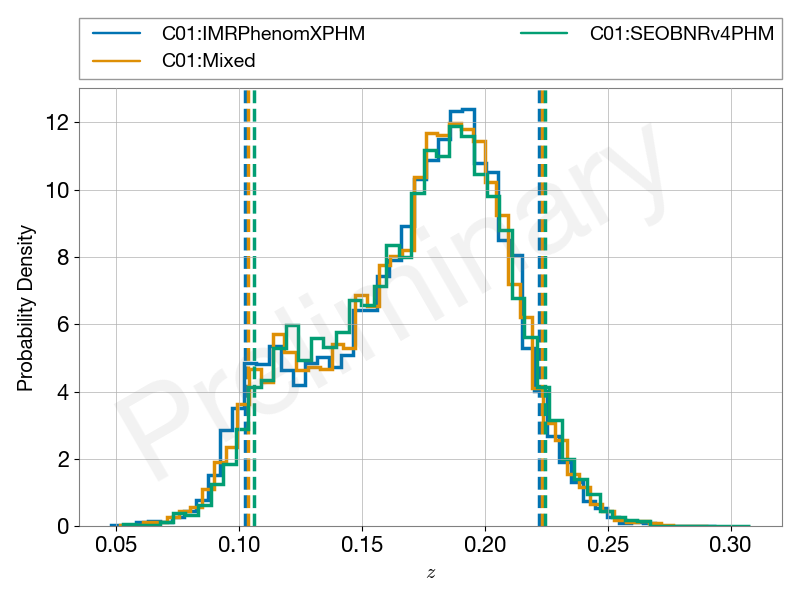 C01:IMRPhenomXPHM
C01:Mixed
C01:SEOBNRv4PHM
Preliminary
Probability Density
12
10
8
6
4
2
0
0.05 0.10 0.15 0.20 0.25 0.30
z